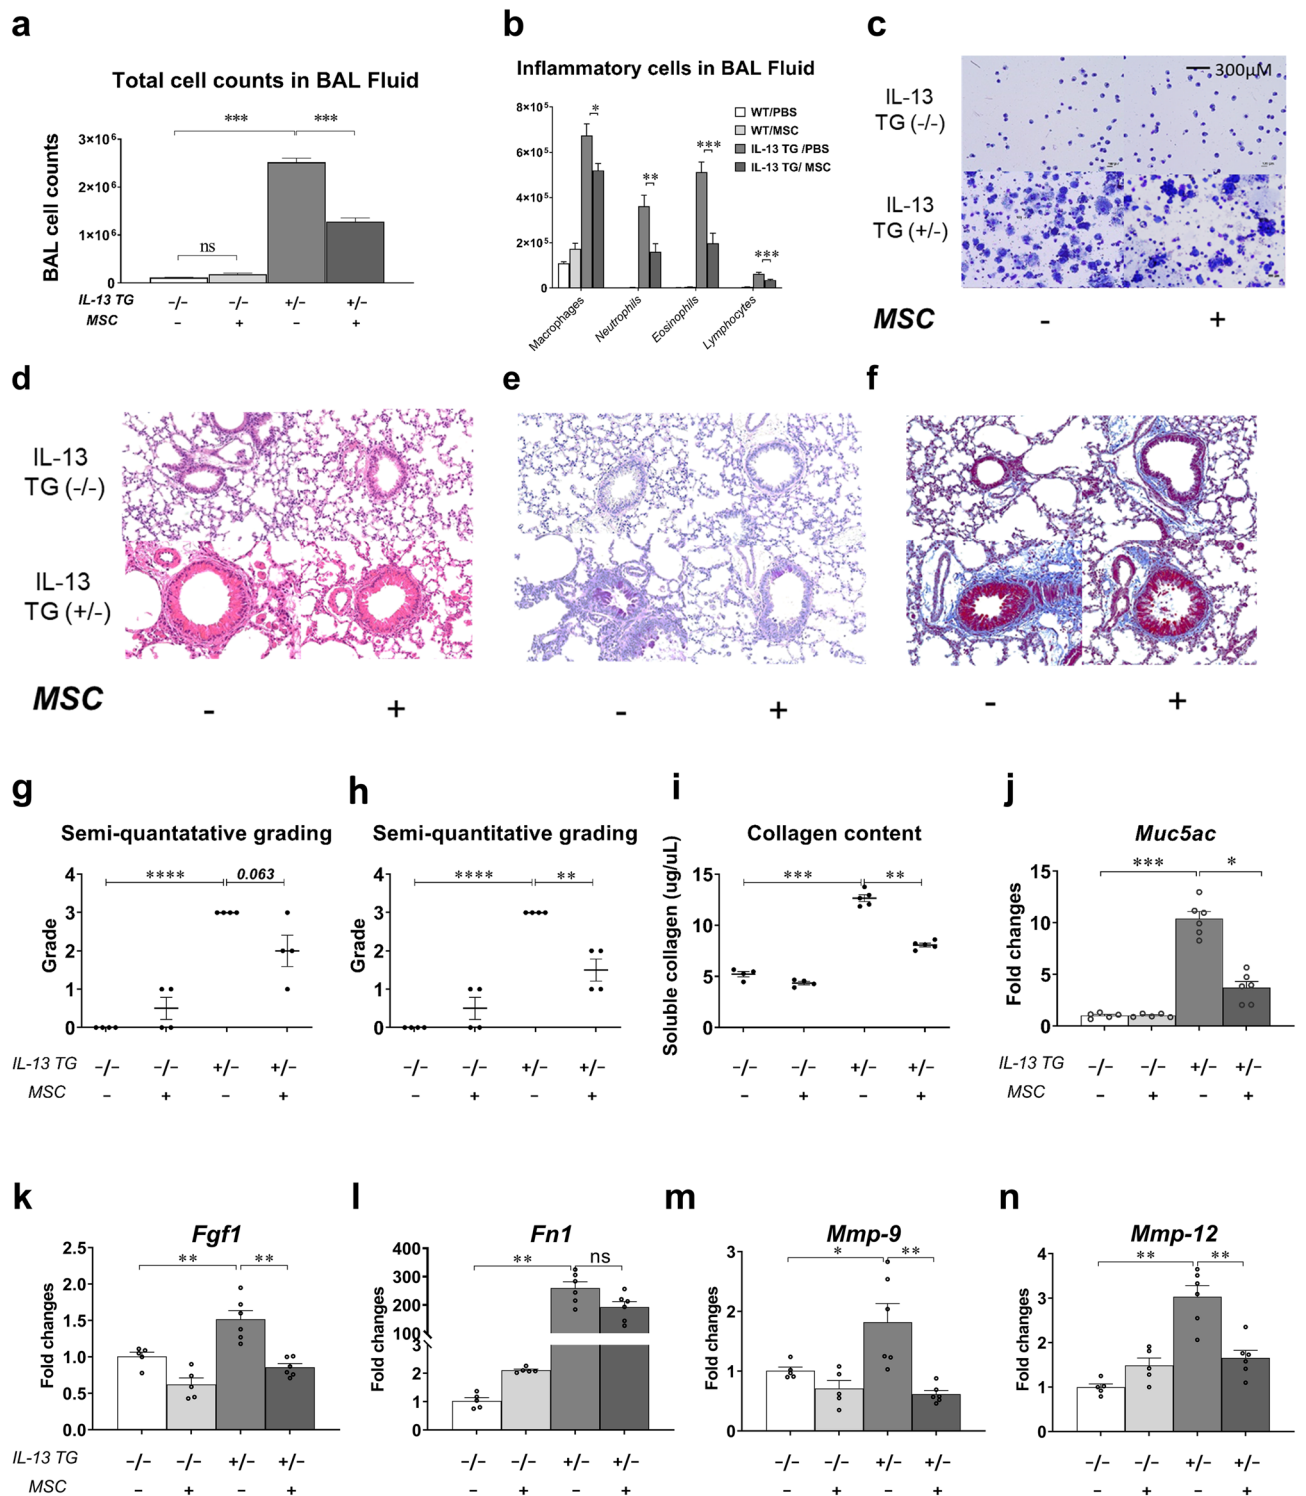 a
Total cell counts in BAL Fluid
BAL cell counts
3×10⁶
2×10⁶
1×10⁶
0
*** ***
ns
IL-13 TG −/− −/− +/− +/−
MSC - + - +
b
Inflammatory cells in BAL Fluid
8×10⁵
6×10⁵
4×10⁵
2×10⁵
0
* ** *** ***
WT/PBS
WT/MSC
IL-13 TG /PBS
IL-13 TG/ MSC
Macrophages
Neutrophils
Eosinophils
Lymphocytes
c
300μM
IL-13
TG (-/-)
IL-13
TG (+/-)
MSC - +
d
IL-13
TG (-/-)
IL-13
TG (+/-)
MSC - +
e
- +
f
- +
g
Semi-quantatative grading
Grade
4
3
2
1
0
**** 0.063
IL-13 TG −/− −/− +/− +/−
MSC - + - +
h
Semi-quantitative grading
Grade
4
3
2
1
0
**** **
−/− −/− +/− +/−
- + - +
i
Collagen content
Soluble collagen (ug/uL)
15
10
5
0
*** **
−/− −/− +/− +/−
- + - +
j
Muc5ac
Fold changes
15
10
5
0
*** *
IL-13 TG −/− −/− +/− +/−
MSC - + - +
k
Fgf1
Fold changes
2.5
2.0
1.5
1.0
0.5
0.0
** **
IL-13 TG −/− −/− +/− +/−
MSC - + - +
l
Fn1
Fold changes
400
300
200
100
3
2
1
0
** ns
−/− −/− +/− +/−
- + - +
m
Mmp-9
Fold changes
3
2
1
0
* **
−/− −/− +/− +/−
- + - +
n
Mmp-12
Fold changes
4
3
2
1
0
** **
−/− −/− +/− +/−
- + - +